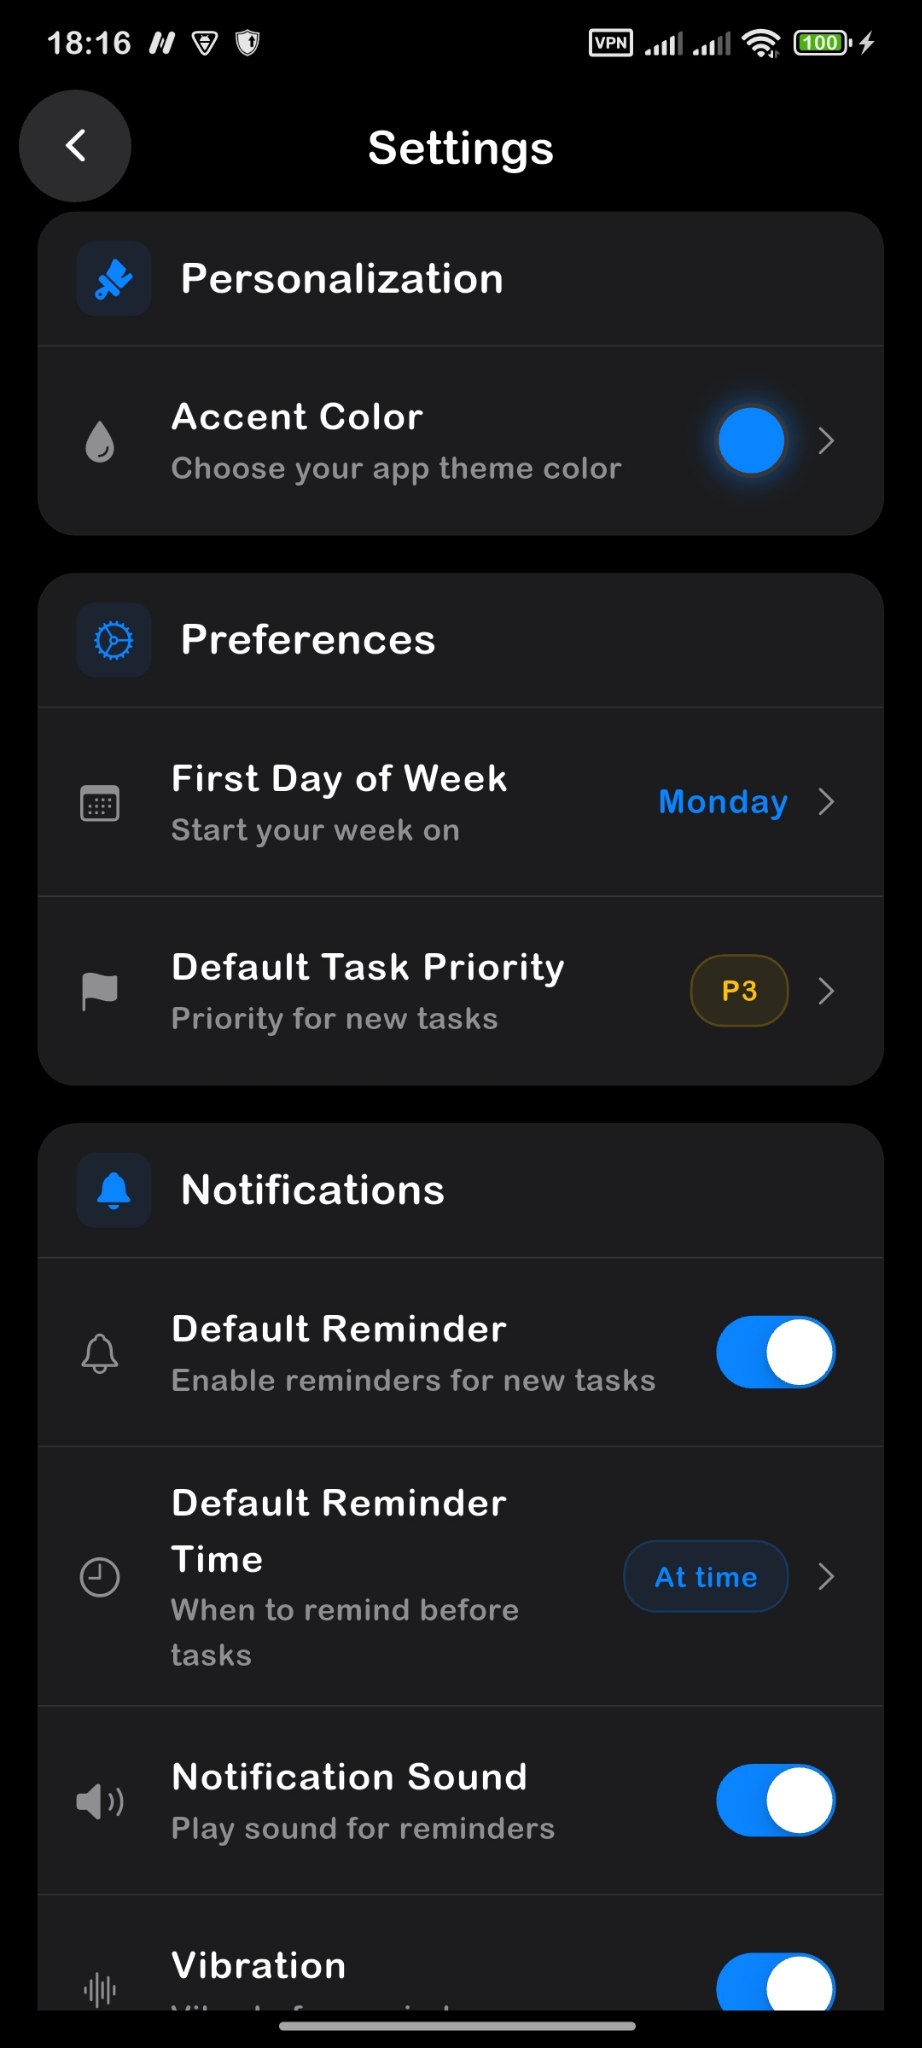 18:16
VPN
100
Settings
Personalization
Accent Color
Choose your app theme color
Preferences
First Day of Week
Start your week on
Monday
Default Task Priority
Priority for new tasks
P3
Notifications
Default Reminder
Enable reminders for new tasks
Default Reminder
Time
When to remind before
tasks
At time
Notification Sound
Play sound for reminders
Vibration